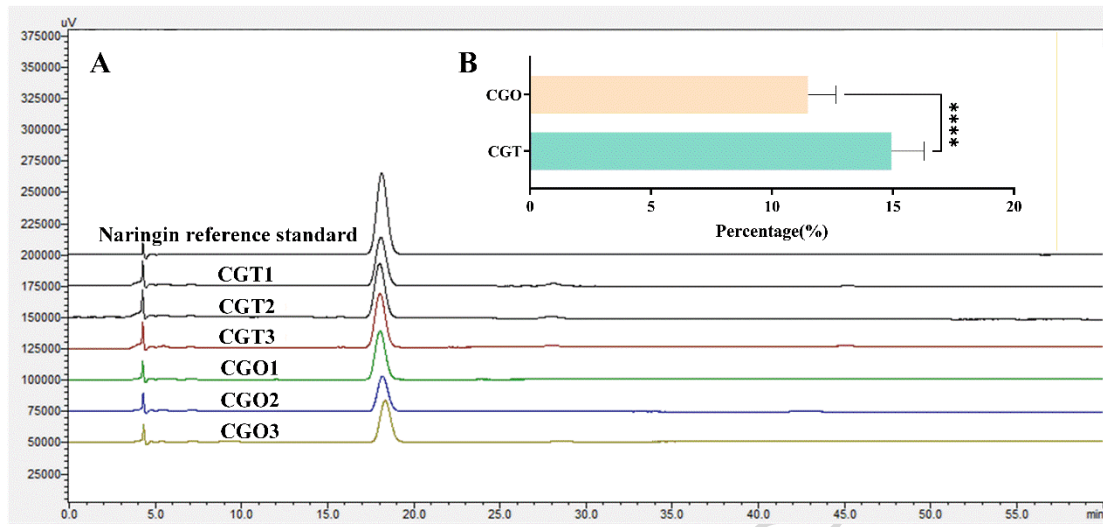 uV
375000
350000
325000
300000
275000
250000
225000
200000
175000
150000
125000
100000
75000
50000
25000
A
Naringin reference standard
CGT1
CGT2
CGT3
CGO1
CGO2
CGO3
0.0 5.0 10.0 15.0 20.0 25.0 30.0 35.0 40.0 45.0 50.0 55.0 min
B
CGO
CGT
****
0 5 10 15 20
Percentage(%)